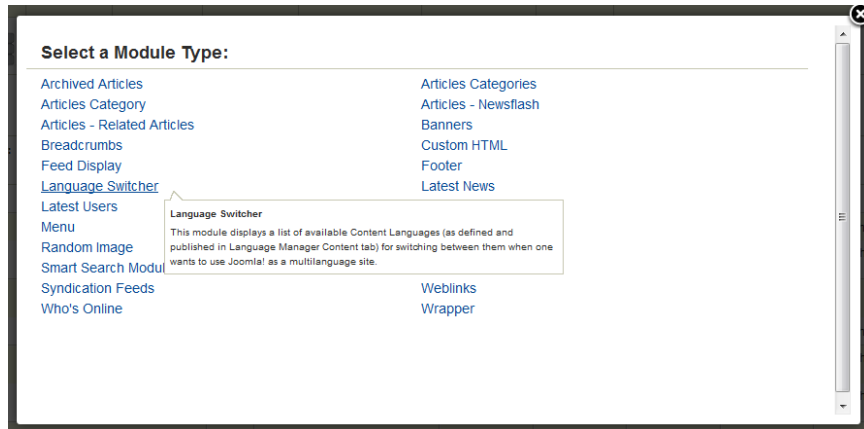 Select a Module Type:
Archived Articles
Articles Categories
Articles Category
Articles - Newsflash
Articles - Related Articles
Banners
Breadcrumbs
Custom HTML
Feed Display
Footer
Language Switcher
Latest News
Latest Users
Language Switcher
This module displays a list of available Content Languages (as defined and
published in Language Manager Content tab) for switching between them when one
wants to use Joomla! as a multilanguage site.
Menu
Random Image
Smart Search Modul
Syndication Feeds
Weblinks
Who's Online
Wrapper